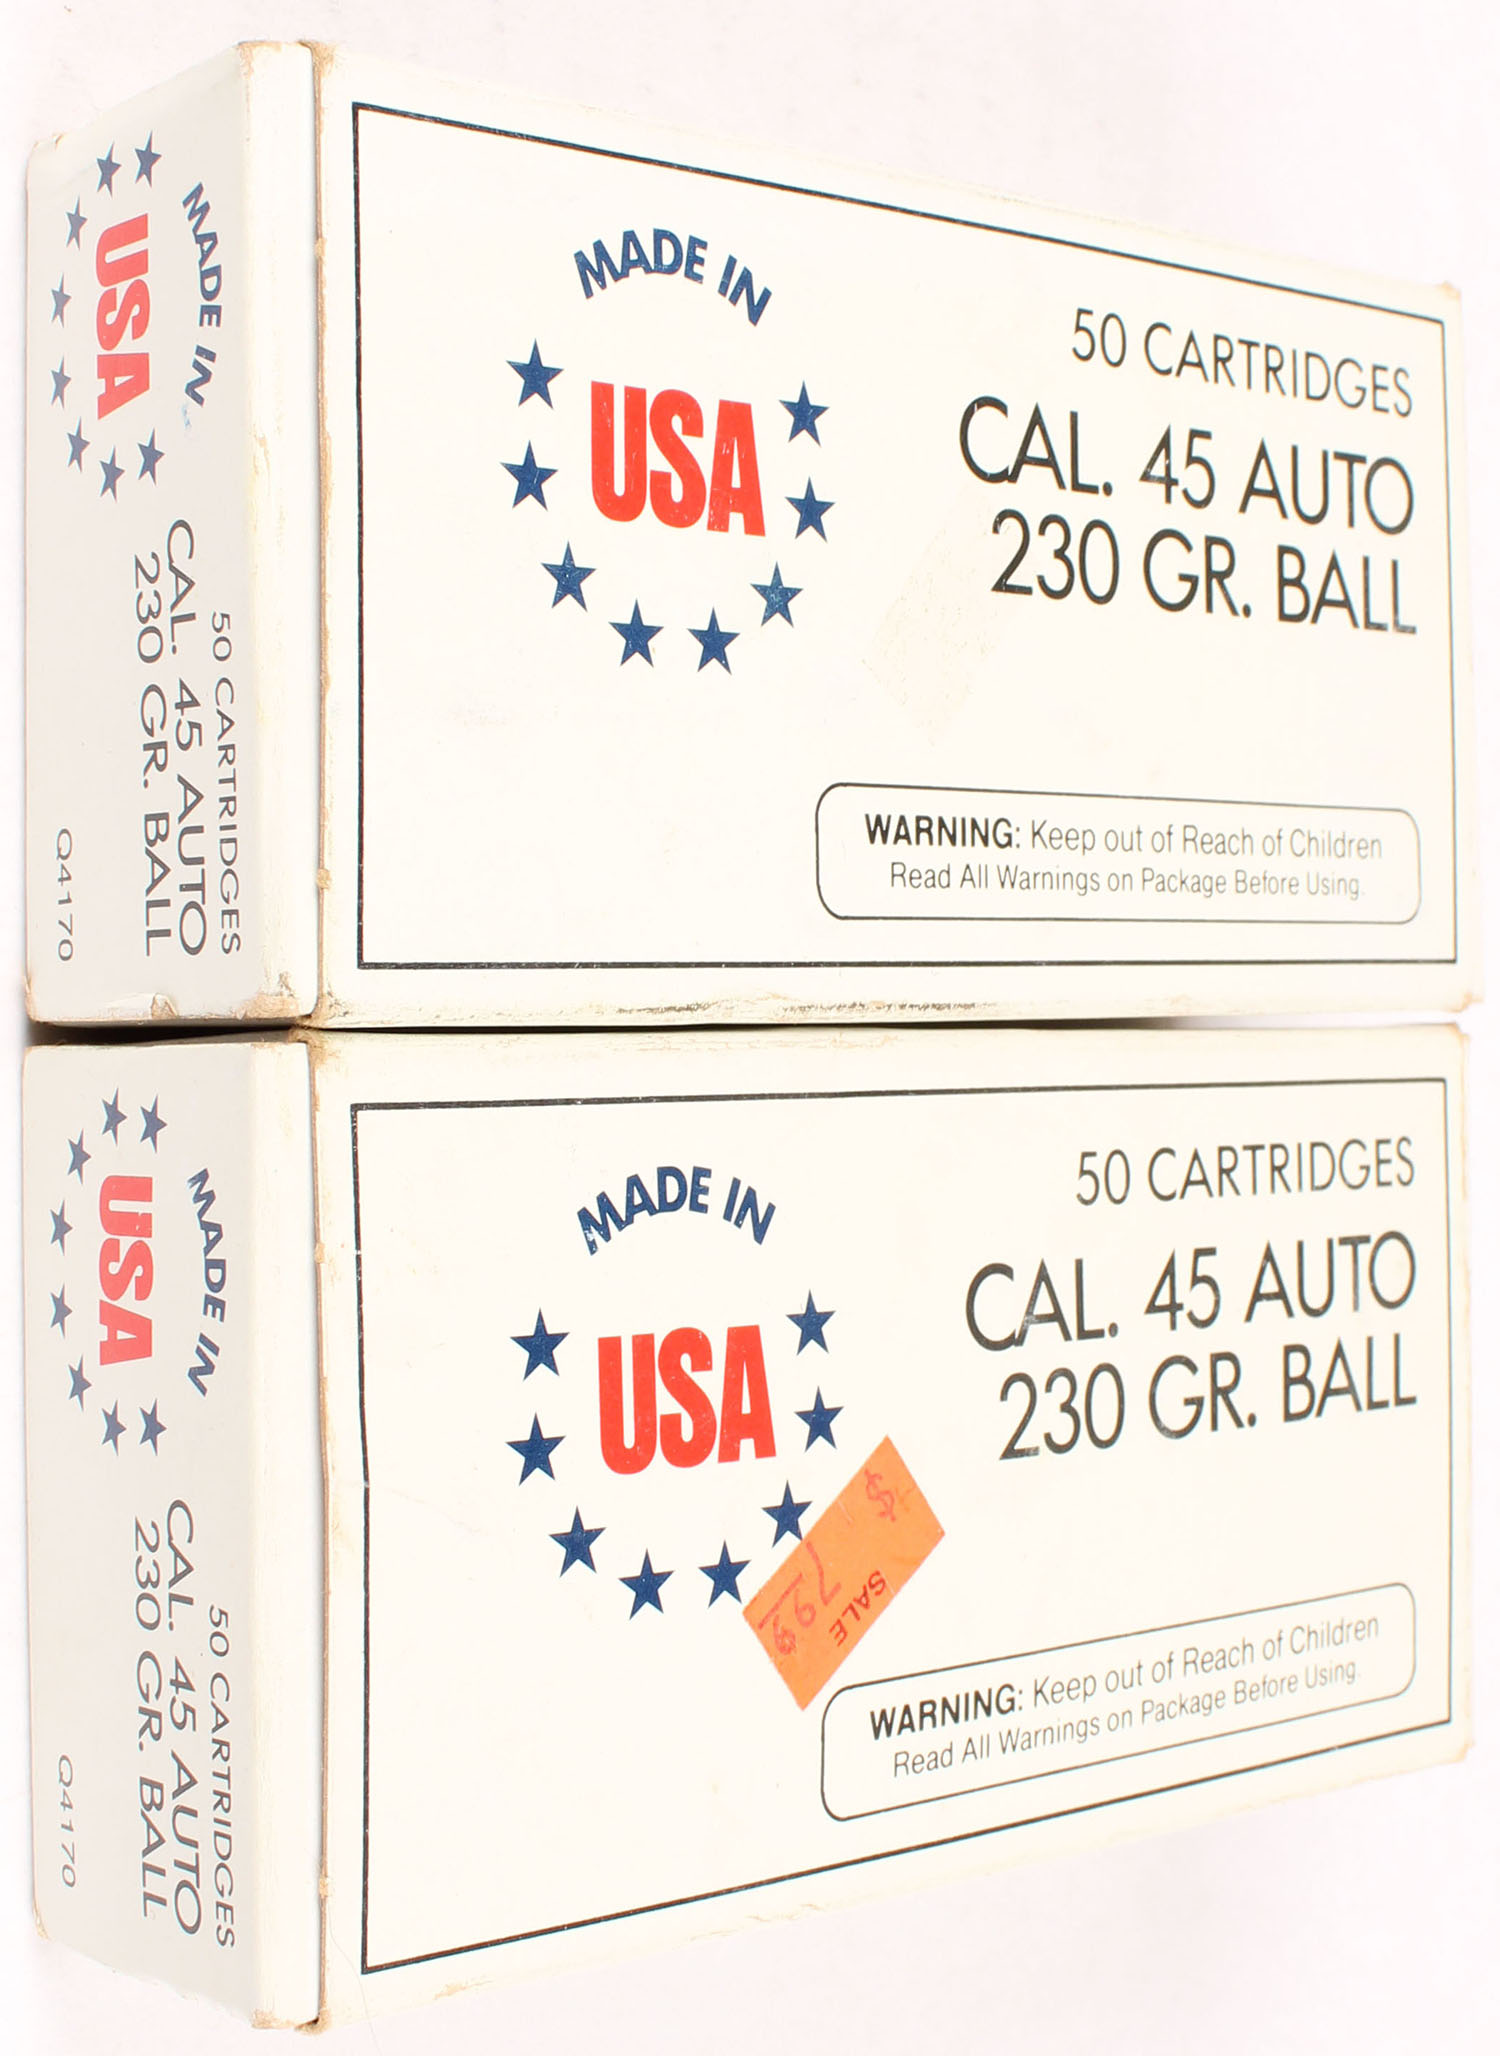 MADE IN
USA
50 CARTRIDGES
CAL. 45 AUTO
230 GR. BALL
Q4170
MADE IN
USA
50 CARTRIDGES
CAL. 45 AUTO
230 GR. BALL
WARNING: Keep out of Reach of Children
Read All Warnings on Package Before Using.
MADE IN
USA
50 CARTRIDGES
CAL. 45 AUTO
230 GR. BALL
Q4170
MADE IN
USA
50 CARTRIDGES
CAL. 45 AUTO
230 GR. BALL
SALE
$ 7.99
WARNING: Keep out of Reach of Children
Read All Warnings on Package Before Using.